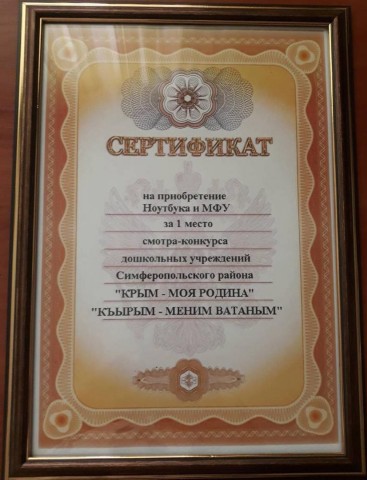 СЕРТИФИКАТ
на приобретение
Ноутбука и МФУ
за 1 место
смотра-конкурса
дошкольных учреждений
Симферопольского района
"КРЫМ - МОЯ РОДИНА"
"КЪЫРЫМ - МЕНИМ ВАТАНЫМ"